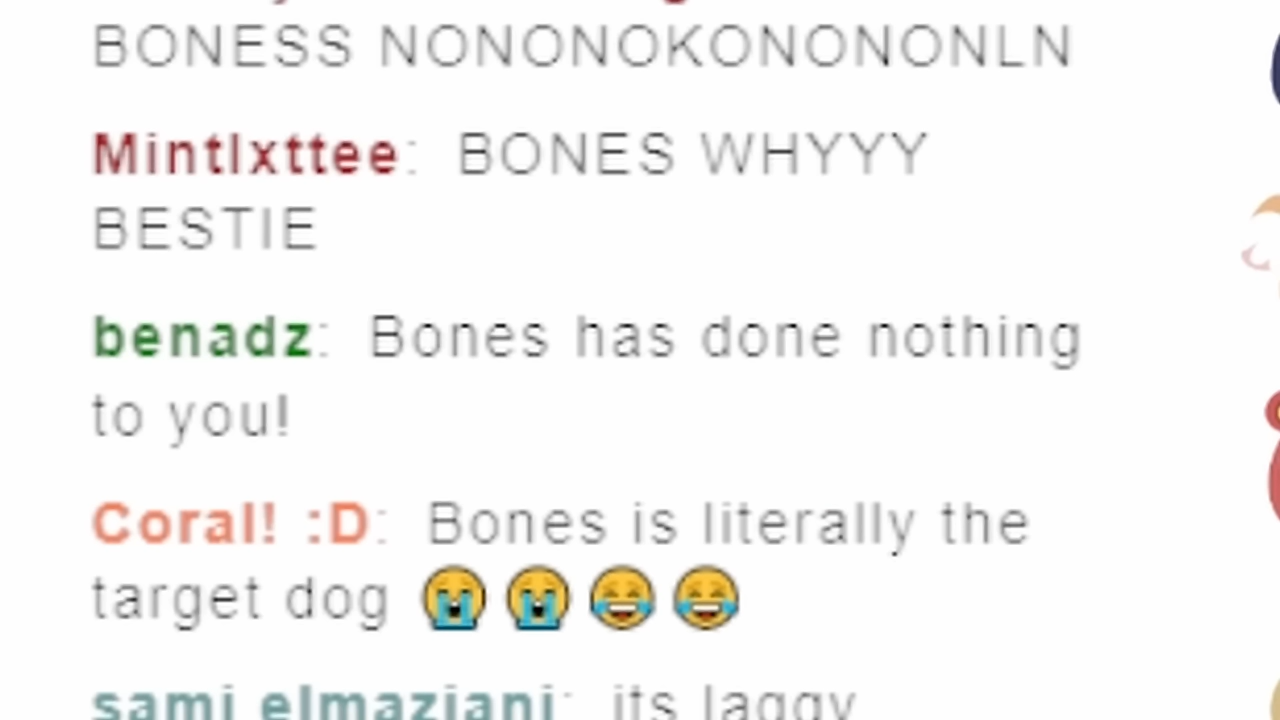 BONESS NONONOKONONONLN
Mintlxttee: BONES WHYYY
BESTIE
benadz: Bones has done nothing
to you!
Coral! :D: Bones is literally the
target dog 😭 😭 😂 😂
sami elmaziani: its laggy